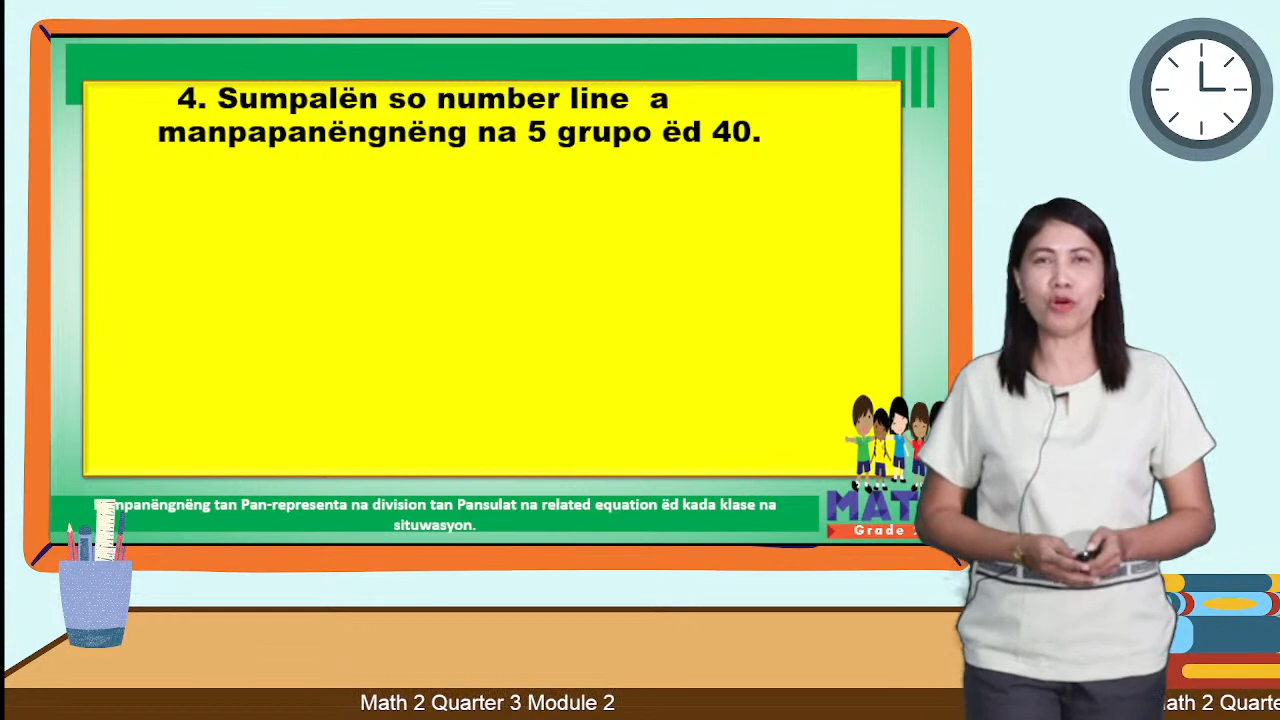 4. Sumpalën so number line a
manpapanëngnëng na 5 grupo ëd 40.
tan Pan-representa na division tan Pansulat na related equation ëd kada klase na
situwasyon.
Grade
Math 2 Quarter 3 Module 2
ath 2 Quarte